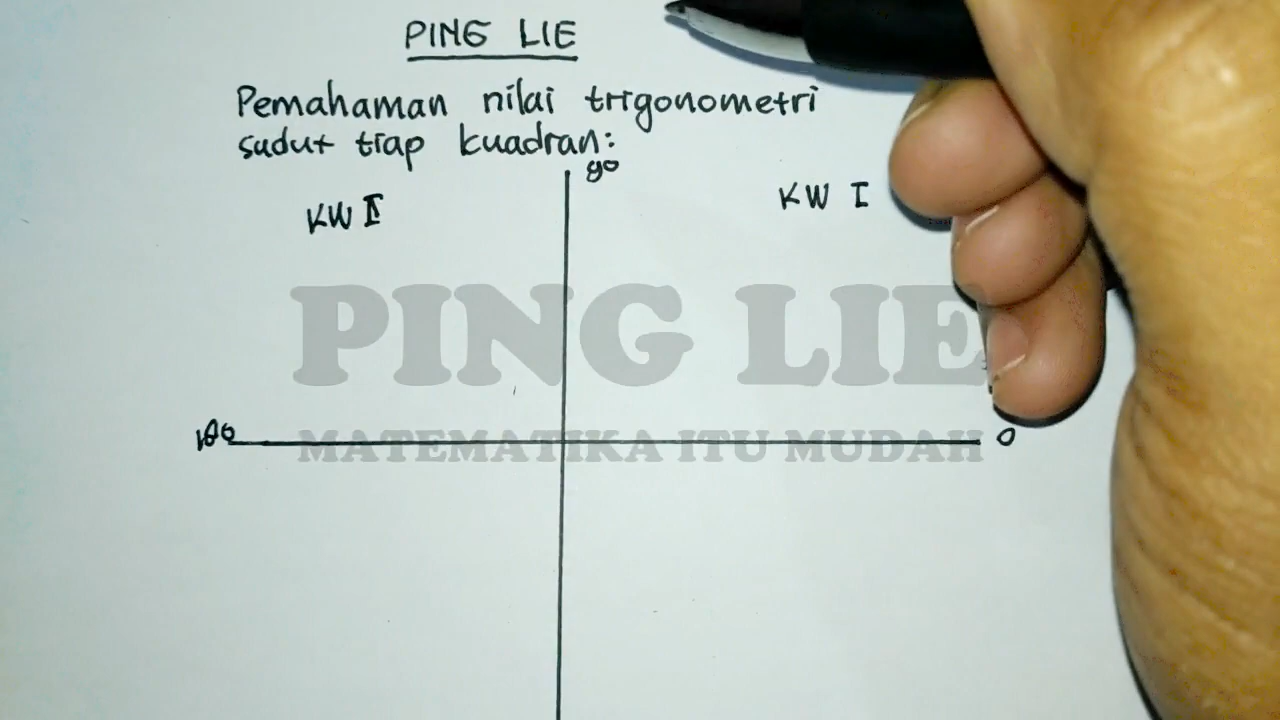 PING LIE
Pemahaman nilai trigonometri
sudut tiap kuadran:
90
KW II
KW I
PING LIE
180
0
MATEMATIKA ITU MUDAH